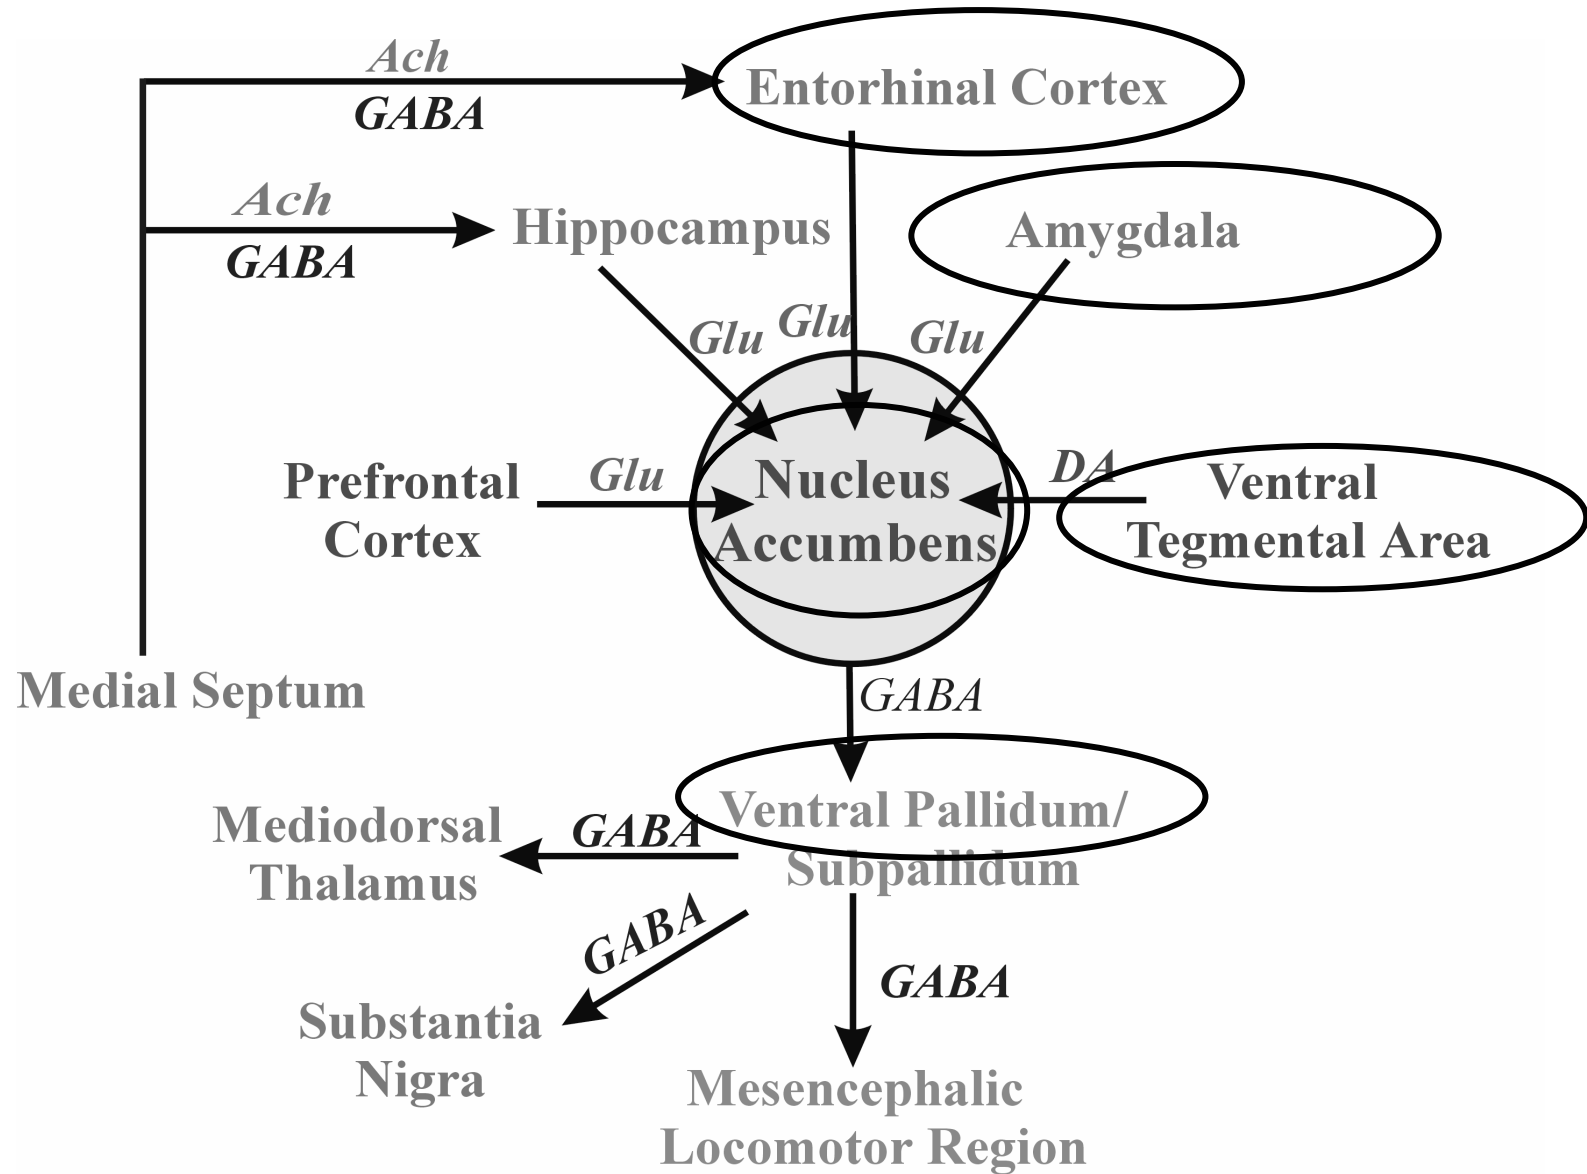 Ach
GABA
Entorhinal Cortex
Ach
GABA
Hippocampus
Amygdala
Glu
Glu
Glu
Prefrontal
Cortex
Glu
Nucleus
Accumbens
DA
Ventral
Tegmental Area
Medial Septum
GABA
Mediodorsal
Thalamus
GABA
Ventral Pallidum/
Subpallidum
GABA
GABA
Substantia
Nigra
Mesencephalic
Locomotor Region